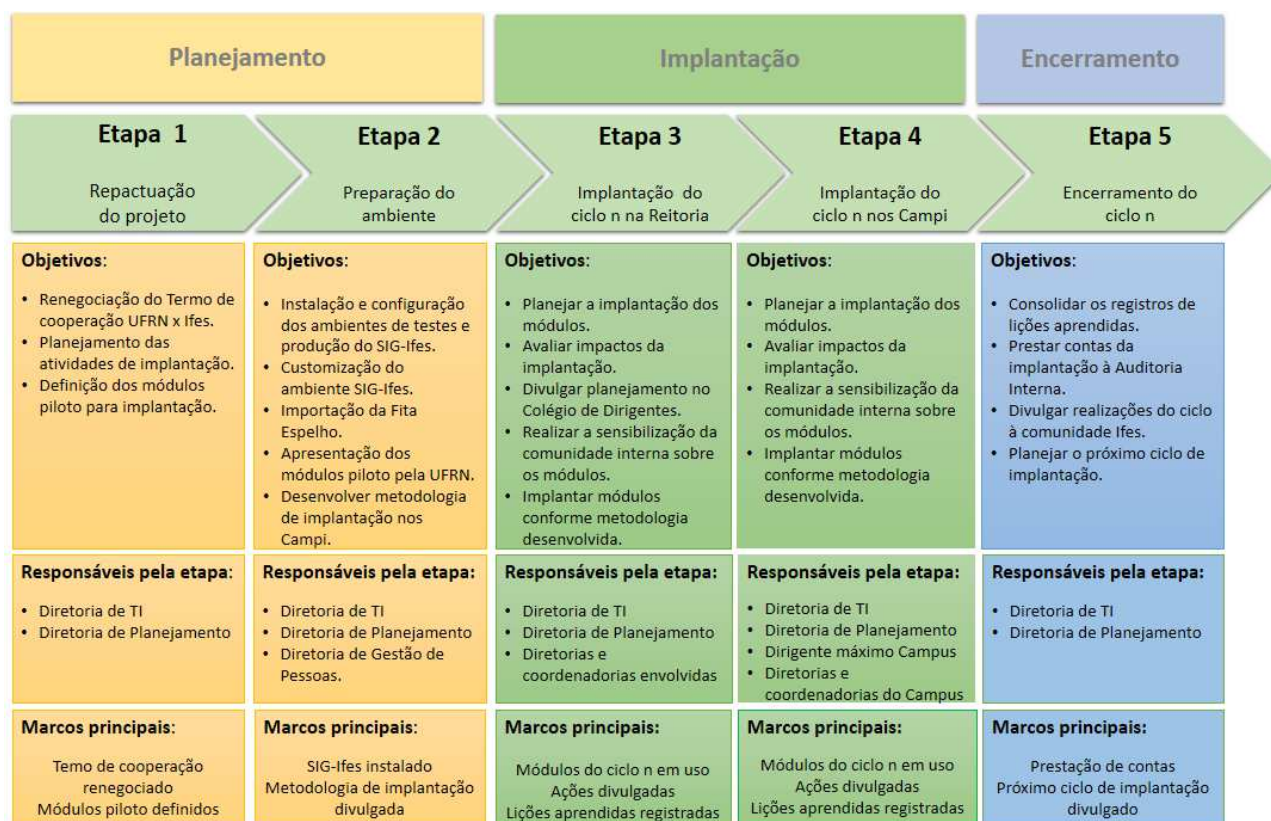 Planejamento
Implantação
Encerramento
Etapa 1
Repactuação
do projeto
Etapa 2
Preparação do
ambiente
Etapa 3
Implantação do
ciclo n na Reitoria
Etapa 4
Implantação do
ciclo n nos Campi
Etapa 5
Encerramento do
ciclo n
Objetivos:
• Renegociação do Termo de
cooperação UFRN x Ifes.
• Planejamento das
atividades de implantação.
• Definição dos módulos
piloto para implantação.
Objetivos:
• Instalação e configuração
dos ambientes de testes e
produção do SIG-Ifes.
• Customização do
ambiente SIG-Ifes.
• Importação da Fita
Espelho.
• Apresentação dos
módulos piloto pela UFRN.
• Desenvolver metodologia
de implantação nos
Campi.
Objetivos:
• Planejar a implantação dos
módulos.
• Avaliar impactos da
implantação.
• Divulgar planejamento no
Colégio de Dirigentes.
• Realizar a sensibilização da
comunidade interna sobre
os módulos.
• Implantar módulos
conforme metodologia
desenvolvida.
Objetivos:
• Planejar a implantação dos
módulos.
• Avaliar impactos da
implantação.
• Realizar a sensibilização da
comunidade interna sobre
os módulos.
• Implantar módulos
conforme metodologia
desenvolvida.
Objetivos:
• Consolidar os registros de
lições aprendidas.
• Prestar contas da
implantação à Auditoria
Interna.
• Divulgar realizações do ciclo
à comunidade Ifes.
• Planejar o próximo ciclo de
implantação.
Responsáveis pela etapa:
• Diretoria de TI
• Diretoria de Planejamento
Responsáveis pela etapa:
• Diretoria de TI
• Diretoria de Planejamento
• Diretoria de Gestão de
Pessoas.
Responsáveis pela etapa:
• Diretoria de TI
• Diretoria de Planejamento
• Diretorias e
coordenadorias envolvidas
Responsáveis pela etapa:
• Diretoria de TI
• Diretoria de Planejamento
• Dirigente máximo Campus
• Diretorias e
coordenadorias do Campus
Responsáveis pela etapa:
• Diretoria de TI
• Diretoria de Planejamento
Marcos principais:
Temo de cooperação
renegociado
Módulos piloto definidos
Marcos principais:
SIG-Ifes instalado
Metodologia de implantação
divulgada
Marcos principais:
Módulos do ciclo n em uso
Ações divulgadas
Lições aprendidas registradas
Marcos principais:
Módulos do ciclo n em uso
Ações divulgadas
Lições aprendidas registradas
Marcos principais:
Prestação de contas
Próximo ciclo de implantação
divulgado